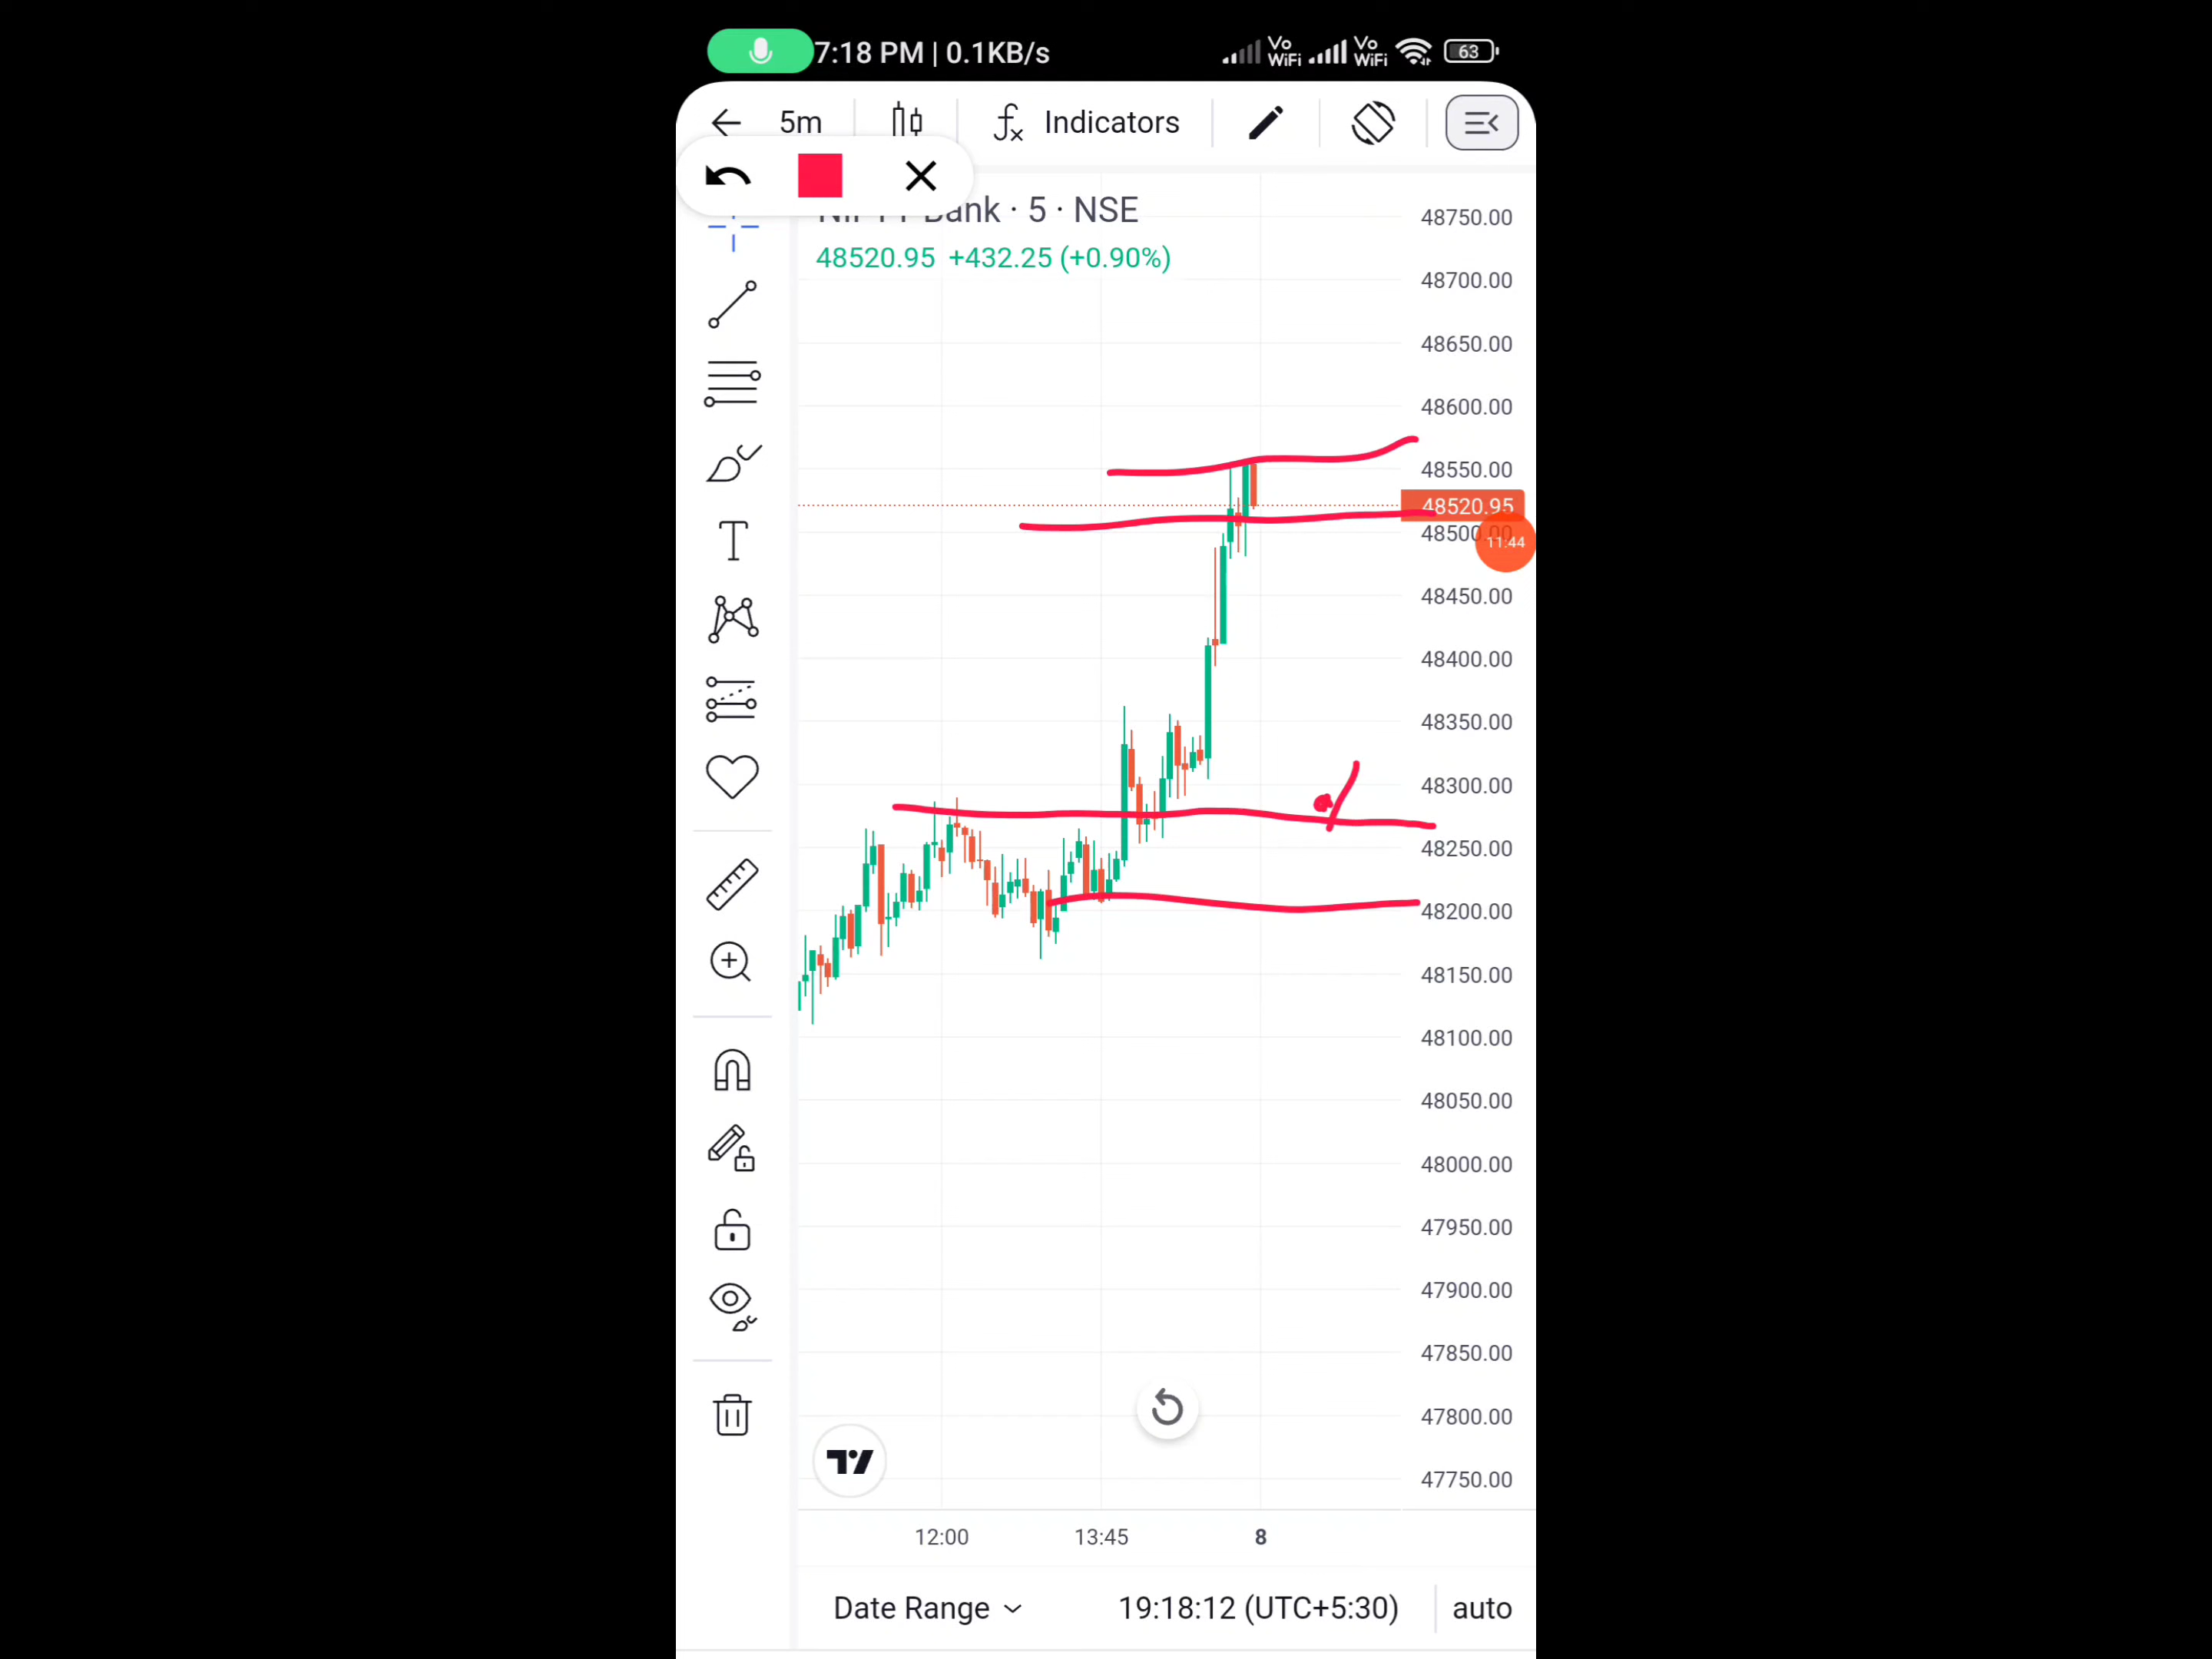 7:18 PM | 0.1KB/s
Vo WiFi
Vo WiFi
63
5m
Indicators
Bank · 5 · NSE
48520.95 +432.25 (+0.90%)
48750.00
48700.00
48650.00
48600.00
48550.00
48520.95
48500.00
11:44
48450.00
48400.00
48350.00
48300.00
48250.00
48200.00
48150.00
48100.00
48050.00
48000.00
47950.00
47900.00
47850.00
47800.00
47750.00
12:00 13:45 8
Date Range 19:18:12 (UTC+5:30) auto